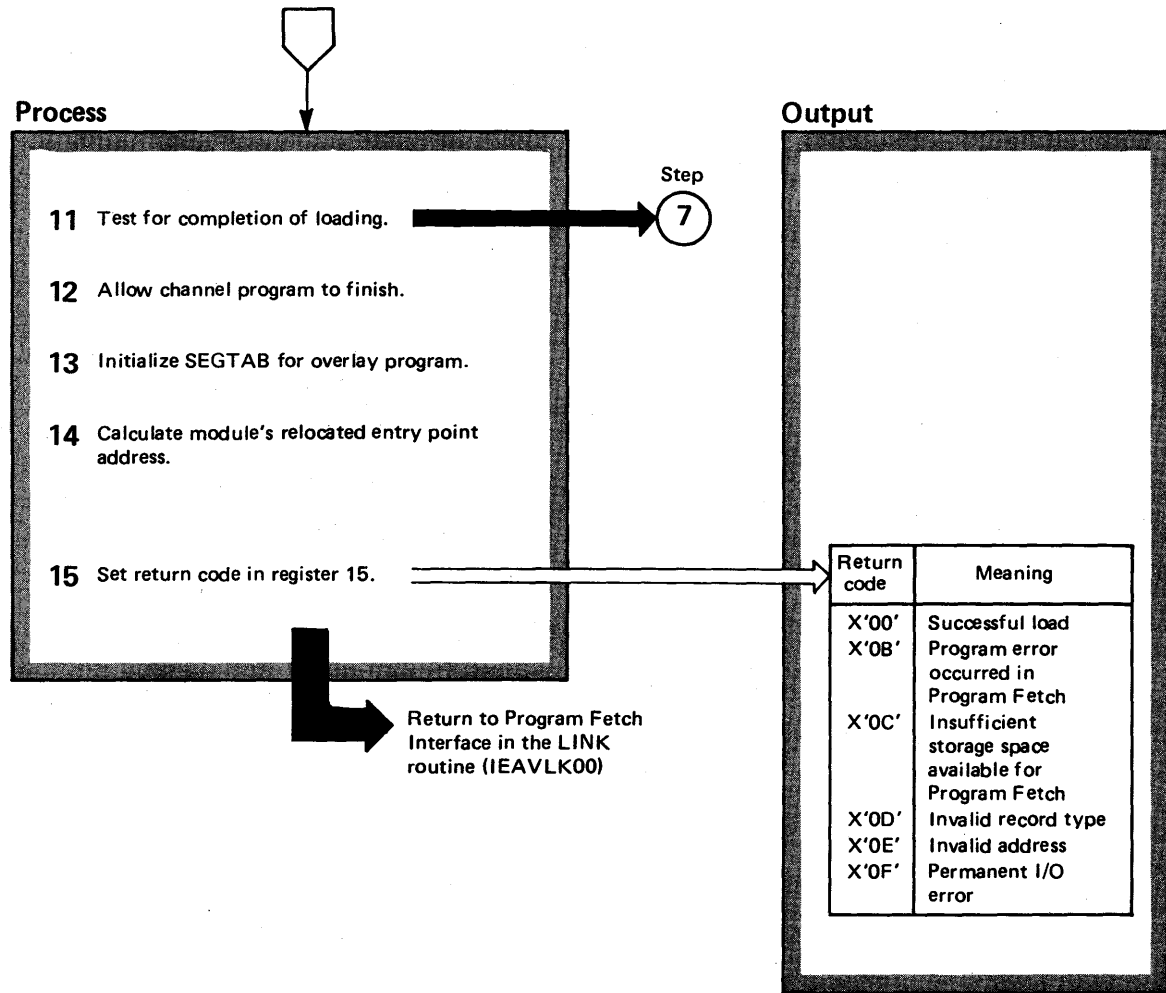 Process
11 Test for completion of loading.
12 Allow channel program to finish.
13 Initialize SEGTAB for overlay program.
14 Calculate module's relocated entry point
address.
15 Set return code in register 15.
Return to Program Fetch
Interface in the LINK
routine (IEAVLK00)
Step
7
Output
Return
code
Meaning
X'00' Successful load
X'0B' Program error
occurred in
Program Fetch
X'0C' Insufficient
storage space
available for
Program Fetch
X'0D' Invalid record type
X'0E' Invalid address
X'0F' Permanent I/O
error